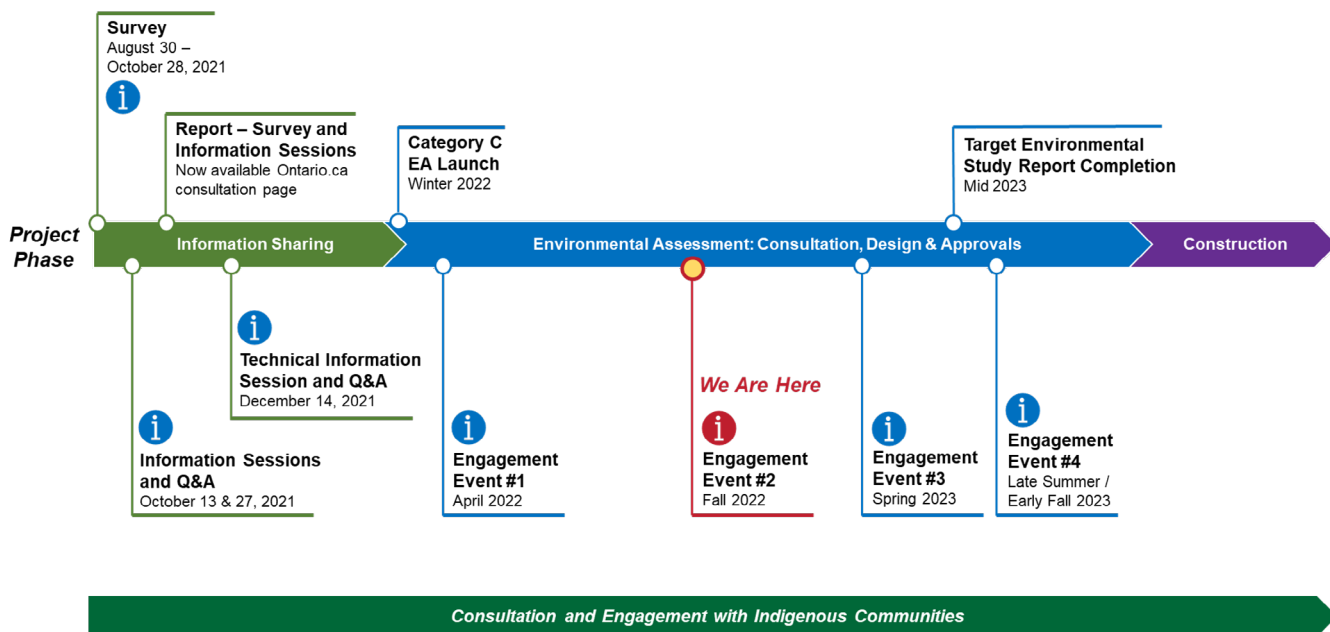 Survey
August 30 –
October 28, 2021
i
Report – Survey and
Information Sessions
Now available Ontario.ca
consultation page
Category C
EA Launch
Winter 2022
Target Environmental
Study Report Completion
Mid 2023
Project
Phase
Information Sharing
Environmental Assessment: Consultation, Design & Approvals
Construction
i
Technical Information
Session and Q&A
December 14, 2021
i
Information Sessions
and Q&A
October 13 & 27, 2021
i
Engagement
Event #1
April 2022
We Are Here
i
Engagement
Event #2
Fall 2022
i
Engagement
Event #3
Spring 2023
i
Engagement
Event #4
Late Summer /
Early Fall 2023
Consultation and Engagement with Indigenous Communities